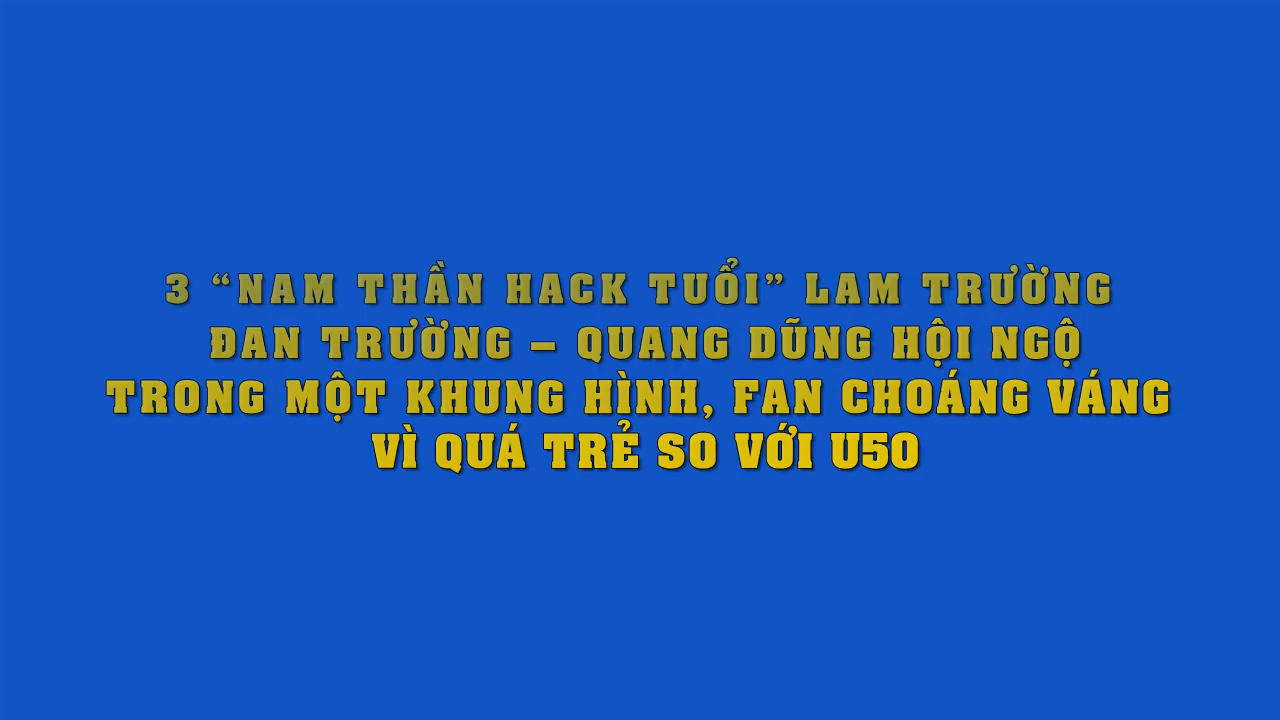 3 “NAM THẦN HACK TUỔI” LAM TRƯỜNG
ĐAN TRƯỜNG – QUANG DŨNG HỘI NGỘ
TRONG MỘT KHUNG HÌNH, FAN CHOÁNG VÁNG
VÌ QUÁ TRẺ SO VỚI U50